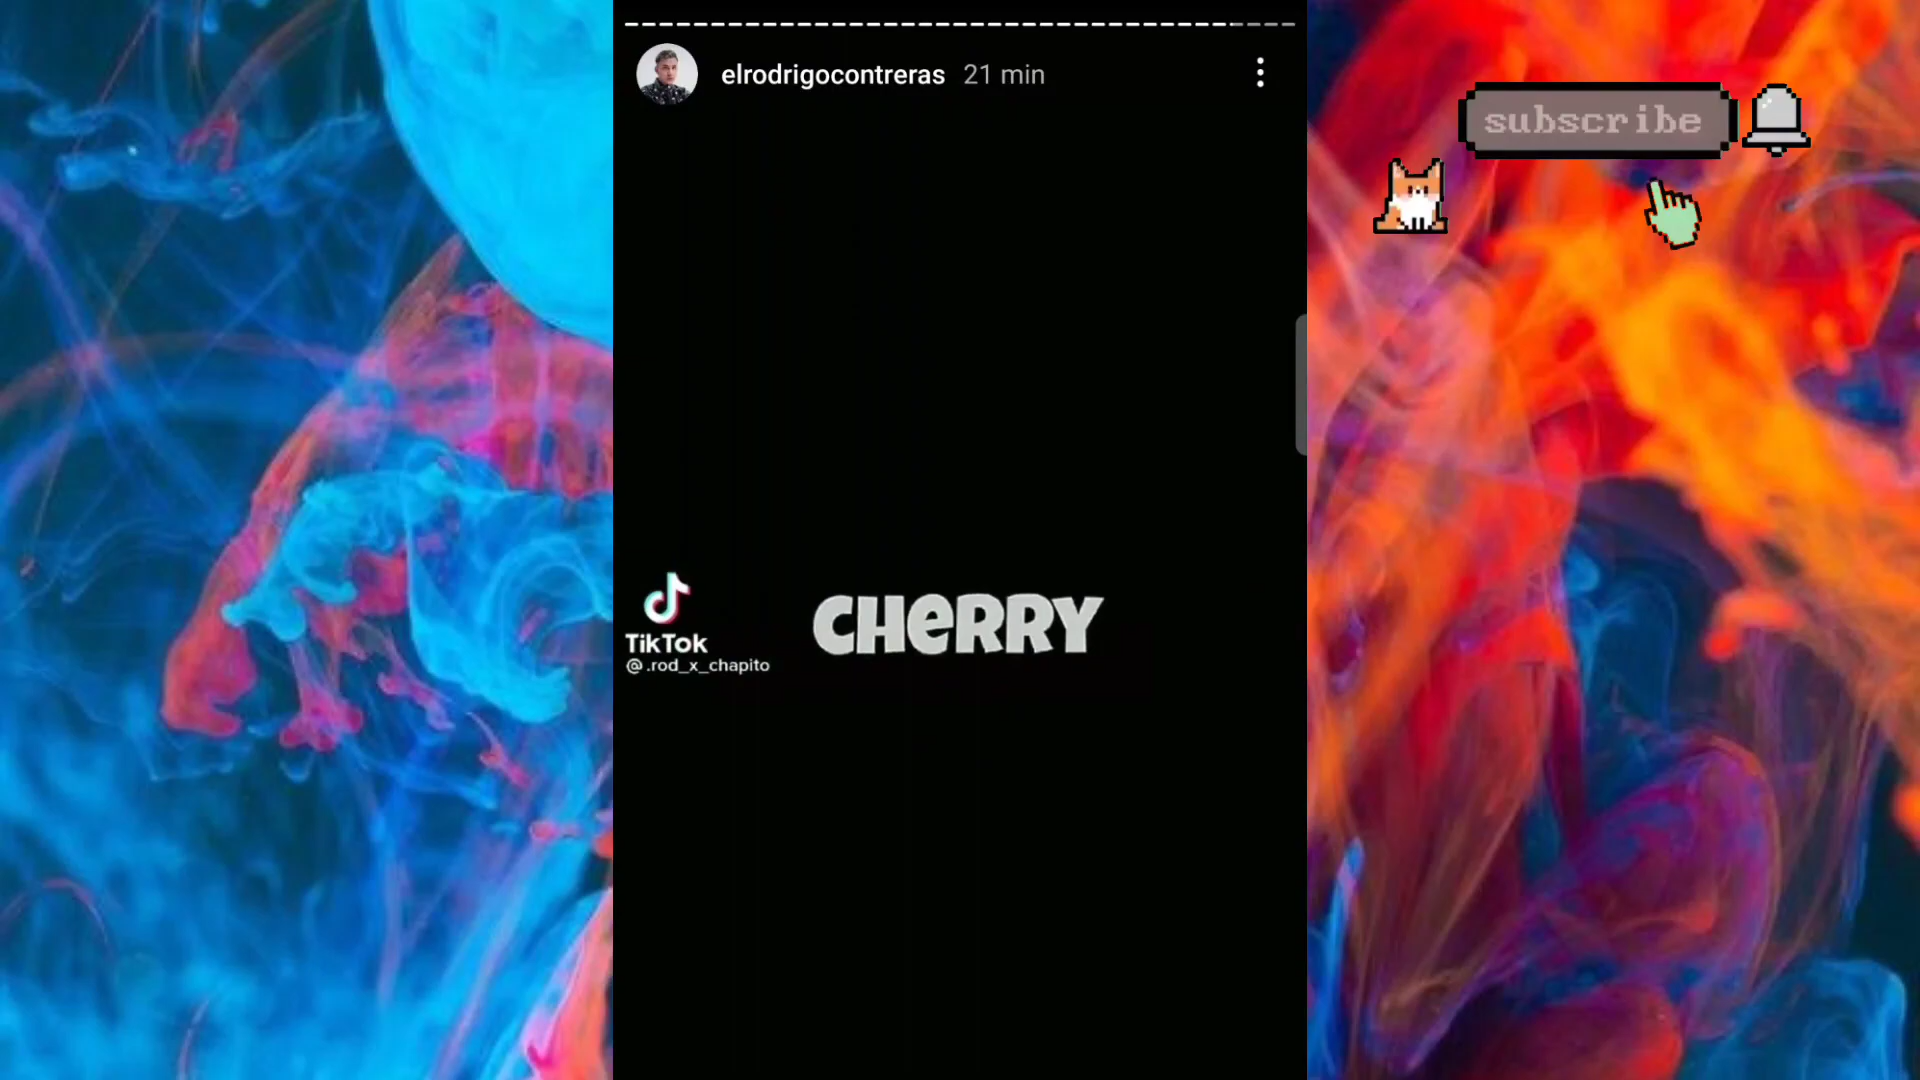 elrodrigocontreras 21 min
subscribe
CHeRRY
TikTok
@.rod_x_chapito